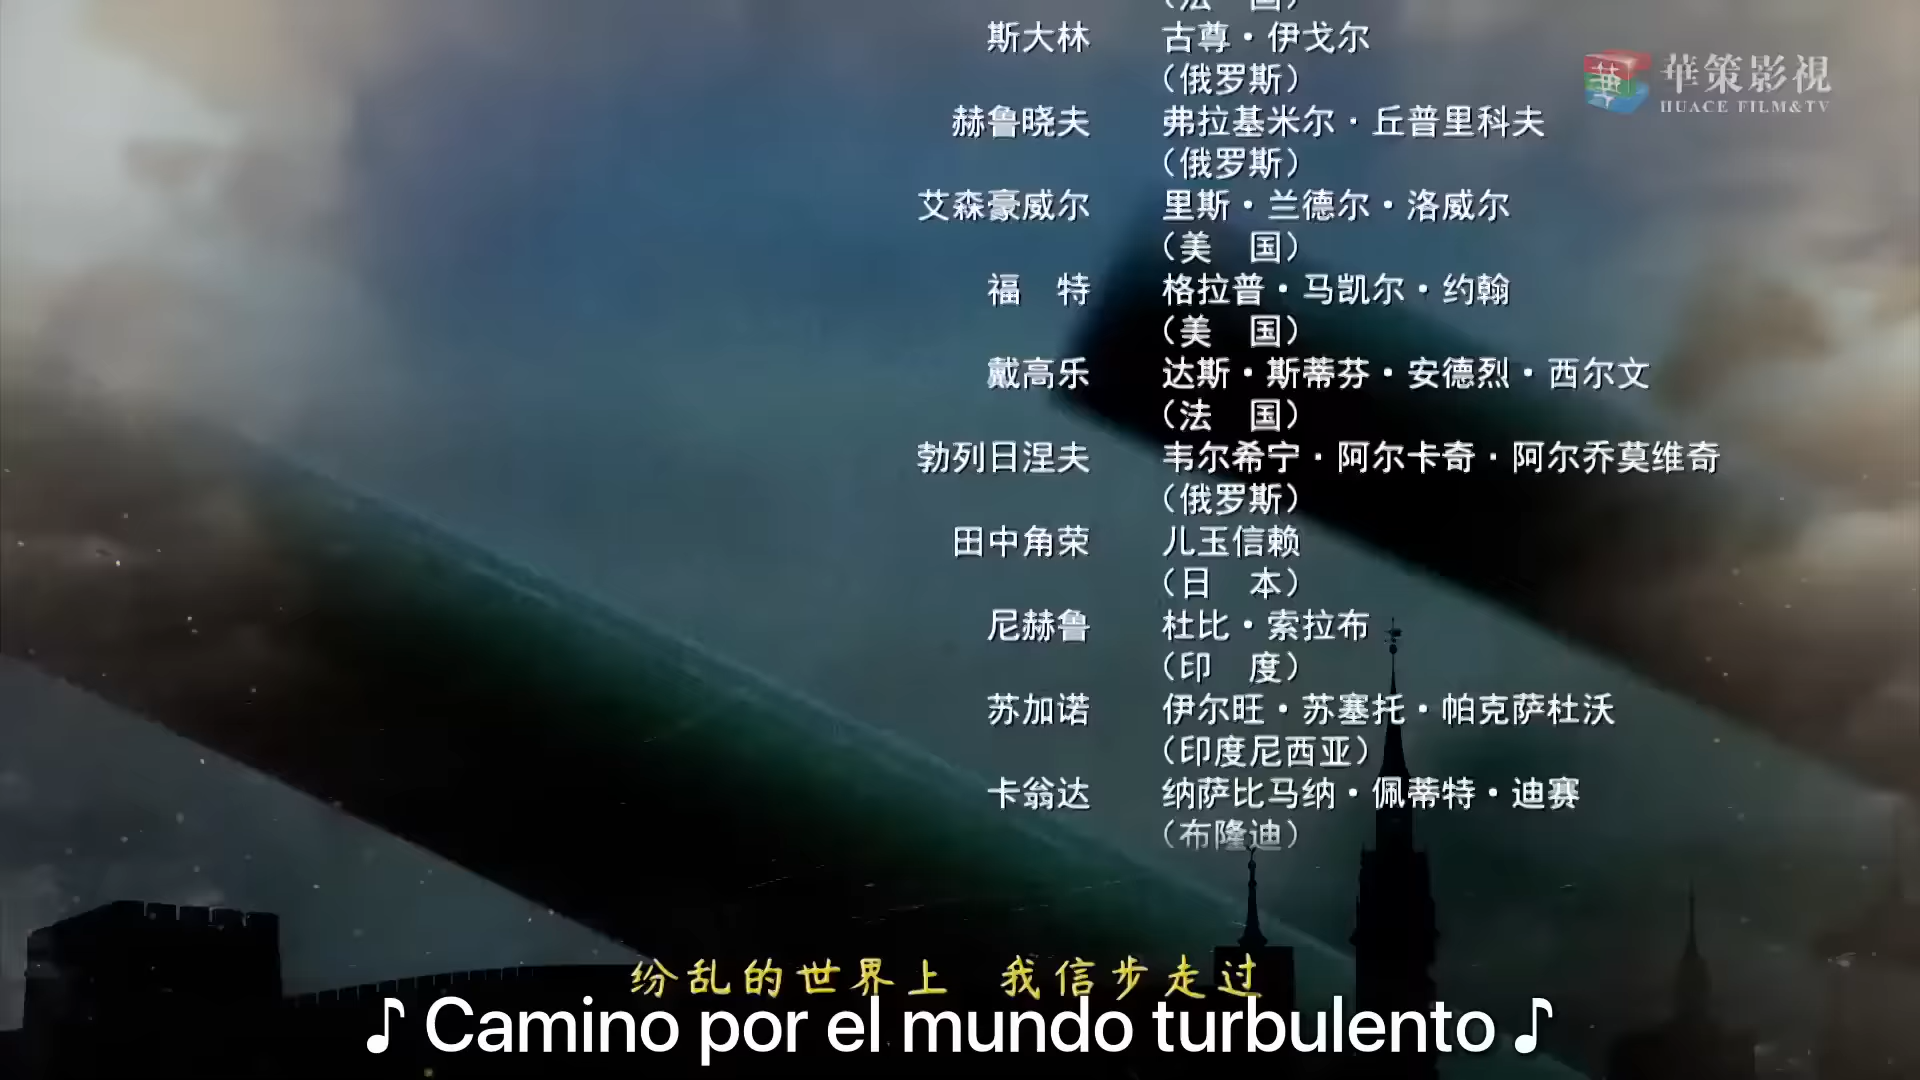 (法 国)
斯大林 古尊·伊戈尔
(俄罗斯)
華策影視
HUACE FILM&TV
赫鲁晓夫 弗拉基米尔·丘普里科夫
(俄罗斯)
艾森豪威尔 里斯·兰德尔·洛威尔
(美 国)
福 特 格拉普·马凯尔·约翰
(美 国)
戴高乐 达斯·斯蒂芬·安德烈·西尔文
(法 国)
勃列日涅夫 韦尔希宁·阿尔卡奇·阿尔乔莫维奇
(俄罗斯)
田中角荣 儿玉信赖
(日 本)
尼赫鲁 杜比·索拉布
(印 度)
苏加诺 伊尔旺·苏塞托·帕克萨杜沃
(印度尼西亚)
卡翁达 纳萨比马纳·佩蒂特·迪赛
(布隆迪)
纷乱的世界上 我信步走过
♪ Camino por el mundo turbulento ♪